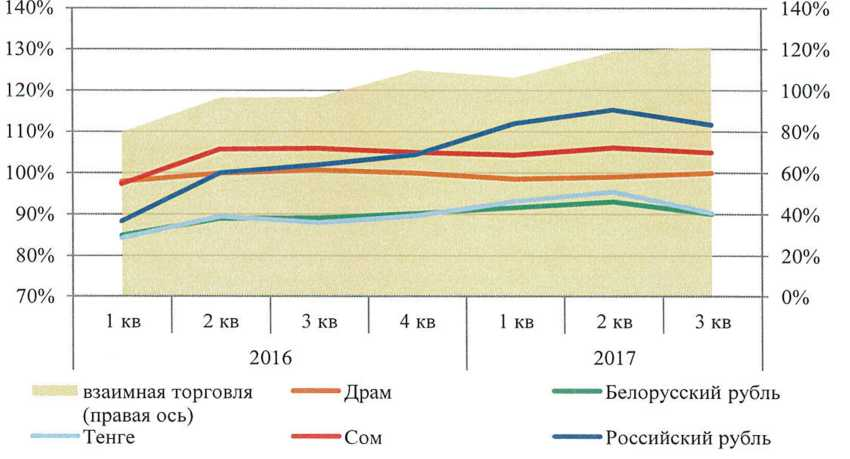 140% 140%
130% 120%
120% 100%
110% 80%
100% 60%
90% 40%
80% 20%
70% 0%
1 кв 2 кв 3 кв 4 кв 1 кв 2 кв 3 кв
2016 2017
взаимная торговля Драм Белорусский рубль
(правая ось)
Тенге Сом Российский рубль